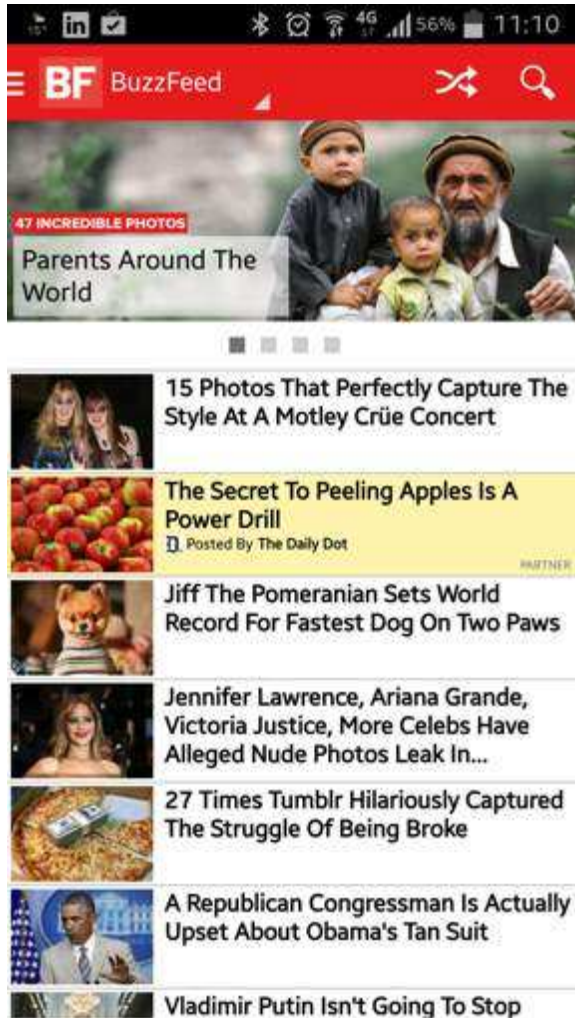 15°
4G
LT
56%
11:10
BF
BuzzFeed
47 INCREDIBLE PHOTOS
Parents Around The
World
15 Photos That Perfectly Capture The
Style At A Motley Crüe Concert
The Secret To Peeling Apples Is A
Power Drill
Posted By The Daily Dot
PARTNER
Jiff The Pomeranian Sets World
Record For Fastest Dog On Two Paws
Jennifer Lawrence, Ariana Grande,
Victoria Justice, More Celebs Have
Alleged Nude Photos Leak In...
27 Times Tumblr Hilariously Captured
The Struggle Of Being Broke
A Republican Congressman Is Actually
Upset About Obama's Tan Suit
Vladimir Putin Isn't Going To Stop